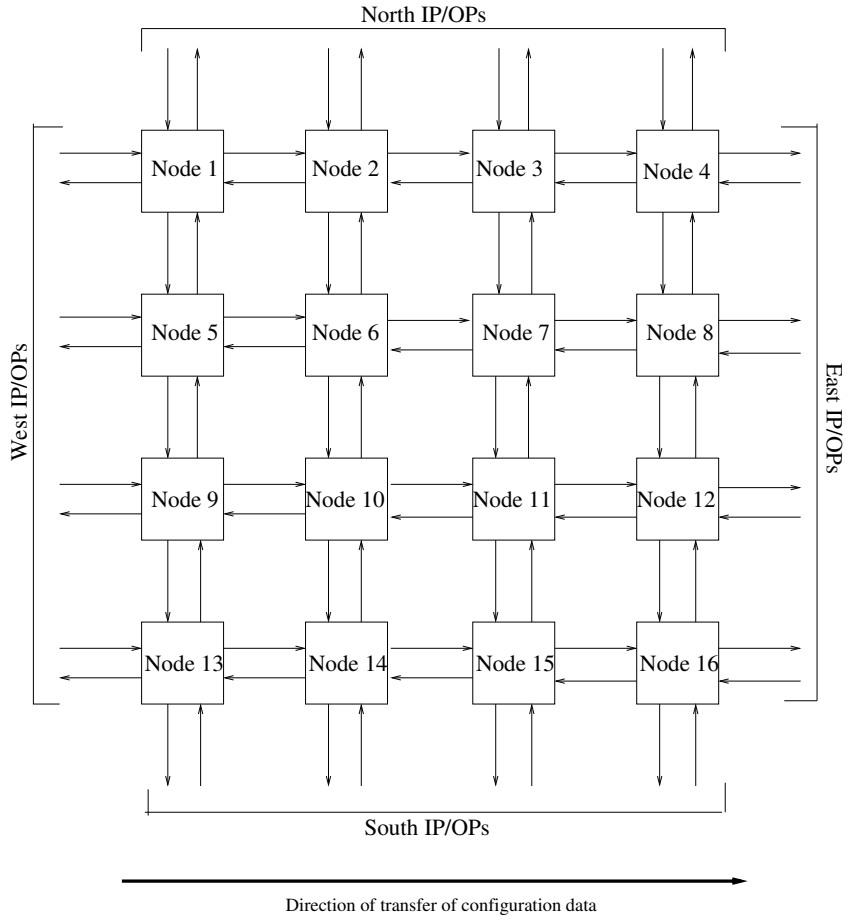 North IP/OPs
Node 1
Node 2
Node 3
Node 4
Node 5
Node 6
Node 7
Node 8
West IP/OPs
East IP/OPs
Node 9
Node 10
Node 11
Node 12
Node 13
Node 14
Node 15
Node 16
South IP/OPs
Direction of transfer of configuration data